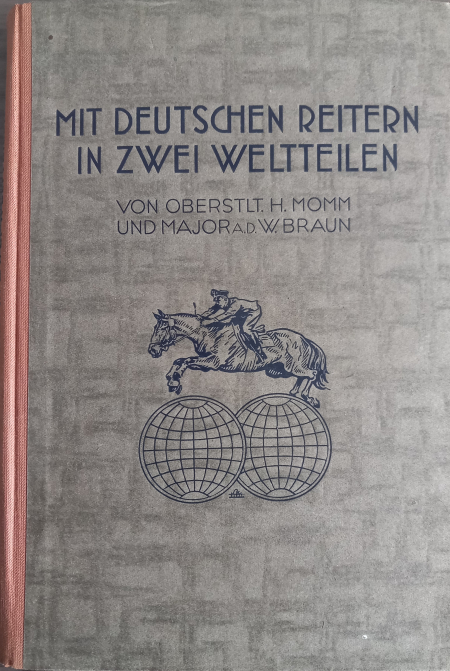 MIT DEUTSCHEN REITERN
IN ZWEI WELTTEILEN
VON OBERSTLT. H. MOMM
UND MAJOR A.D. W. BRAUN